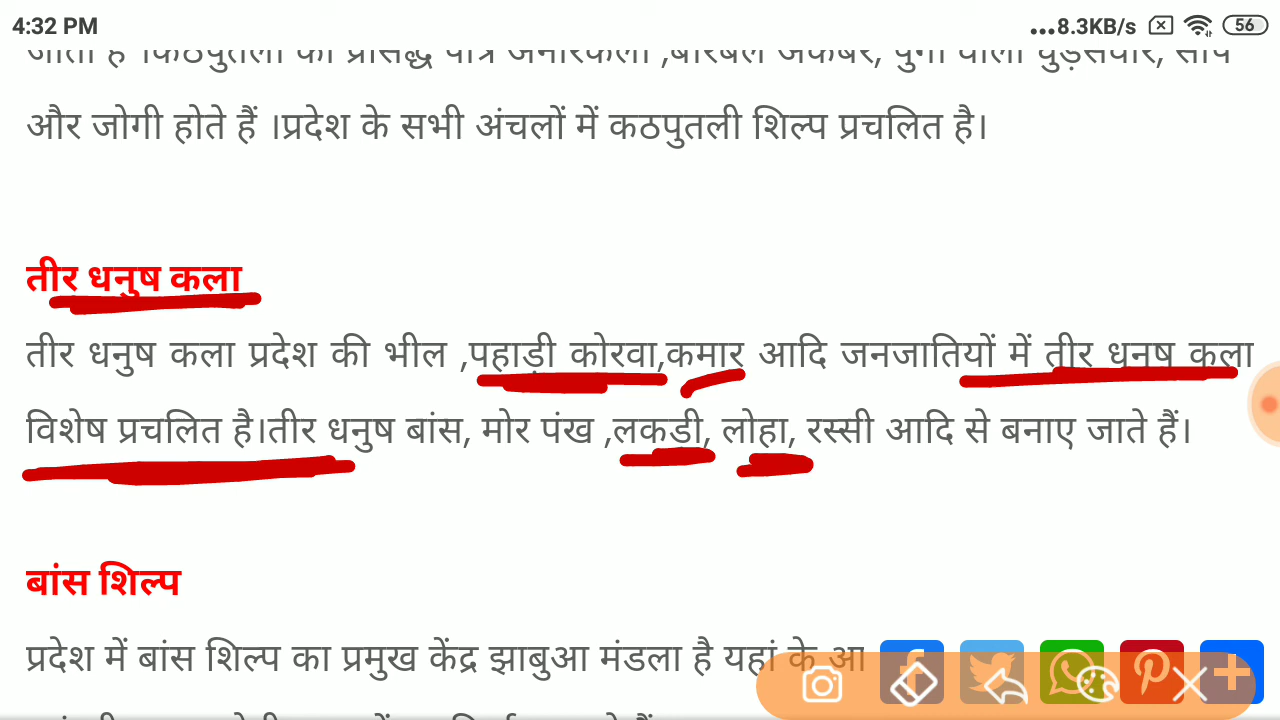 4:32 PM
...8.3KB/s
56
और जोगी होते हैं ।प्रदेश के सभी अंचलों में कठपुतली शिल्प प्रचलित है।
तीर धनुष कला
तीर धनुष कला प्रदेश की भील ,पहाड़ी कोरवा,कमार आदि जनजातियों में तीर धनुष कला
विशेष प्रचलित है।तीर धनुष बांस, मोर पंख ,लकडी, लोहा, रस्सी आदि से बनाए जाते हैं।
बांस शिल्प
प्रदेश में बांस शिल्प का प्रमुख केंद्र झाबुआ मंडला है यहां के